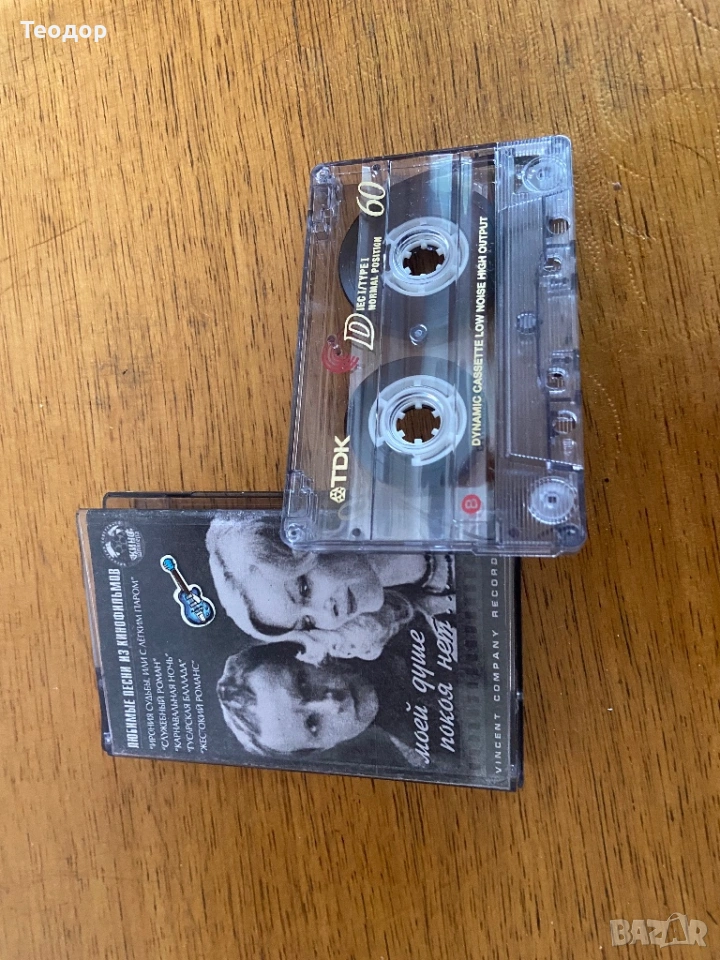 Теодор
TDK
D
IEC I/TYPE I
NORMAL POSITION
60
DYNAMIC CASSETTE LOW NOISE HIGH OUTPUT
B
ЛЮБИМЫЕ ПЕСНИ ИЗ КИНОФИЛЬМОВ
"ИРОНИЯ СУДЬБЫ, ИЛИ С ЛЁГКИМ ПАРОМ"
"СЛУЖЕБНЫЙ РОМАН"
"КАРНАВАЛЬНАЯ НОЧЬ"
"ГУСАРСКАЯ БАЛЛАДА"
"ЖЕСТОКИЙ РОМАНС"
КИНО
моей душе
покоя нет
VINCENT COMPANY RECORD
BAZAR